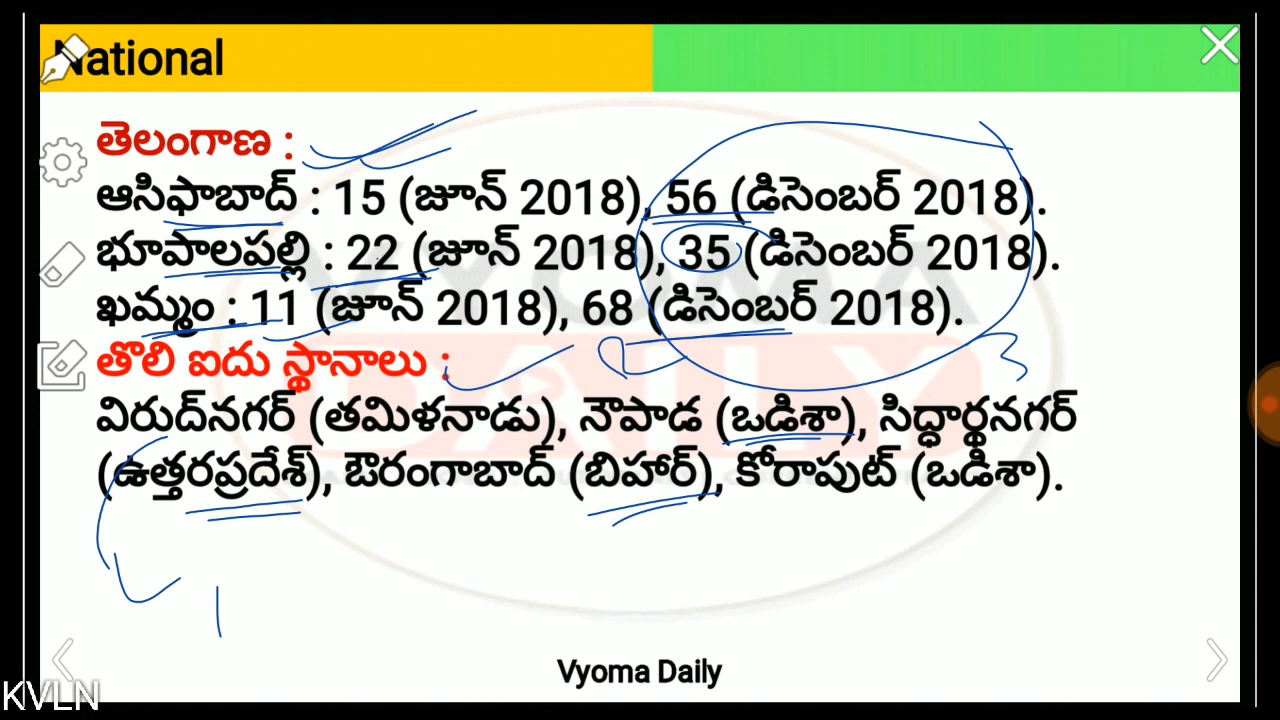 National
తెలంగాణ :
ఆసిఫాబాద్ : 15 (జూన్ 2018), 56 (డిసెంబర్ 2018).
భూపాలపల్లి : 22 (జూన్ 2018), 35 (డిసెంబర్ 2018).
ఖమ్మం : 11 (జూన్ 2018), 68 (డిసెంబర్ 2018).
తొలి ఐదు స్థానాలు :
విరుద్‌నగర్ (తమిళనాడు), నౌపాడ (ఒడిశా), సిద్ధార్థనగర్
(ఉత్తరప్రదేశ్), ఔరంగాబాద్ (బిహార్), కోరాపుట్ (ఒడిశా).
Vyoma Daily
KVLN